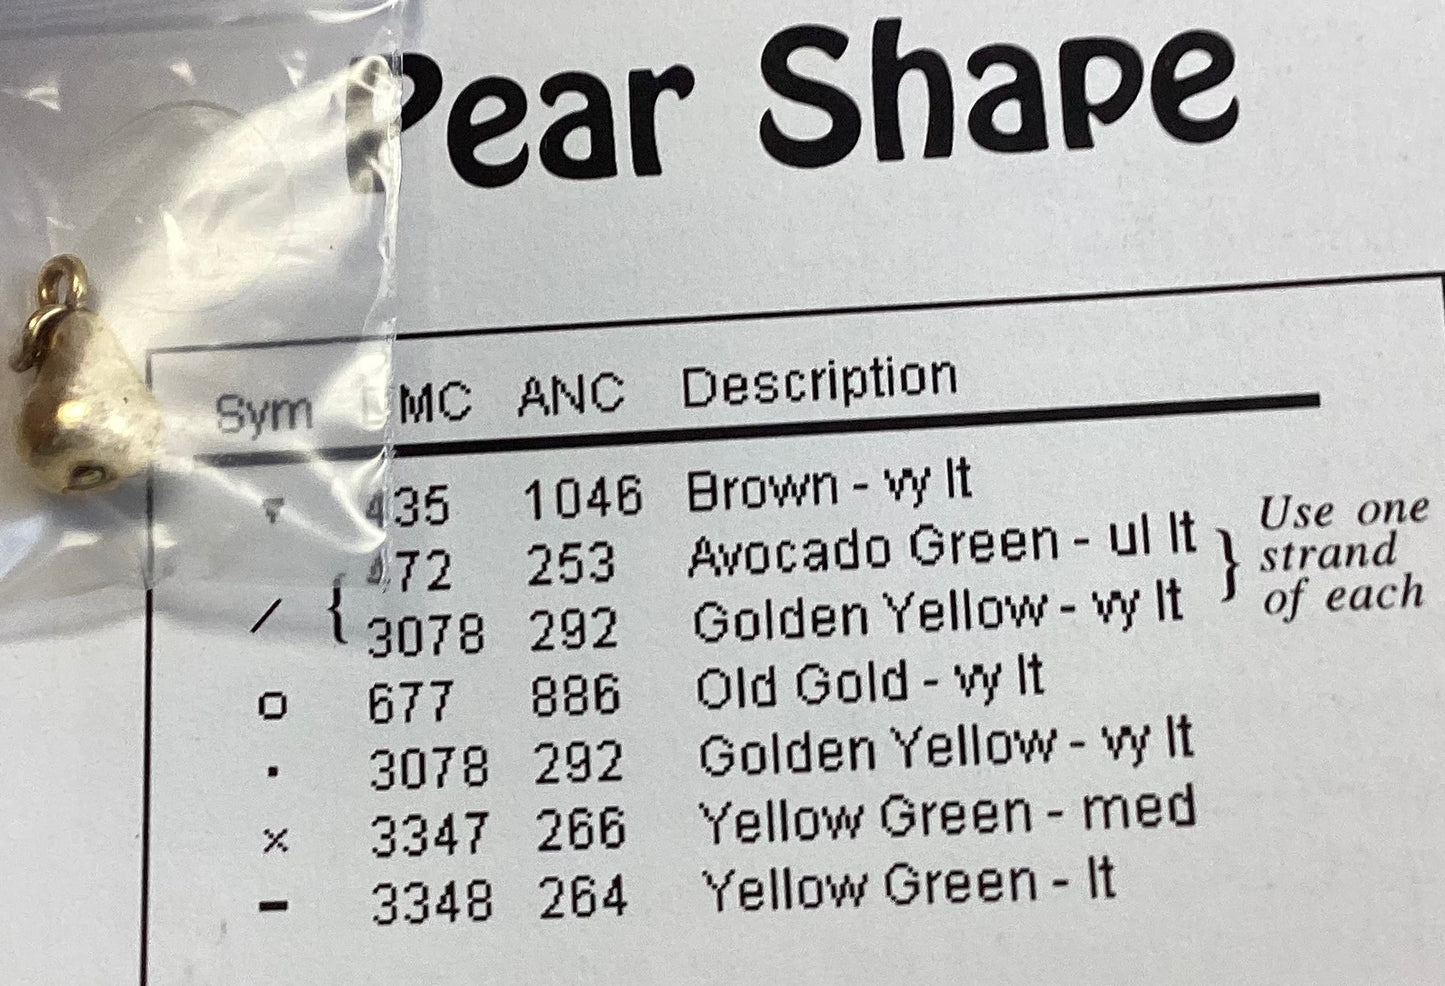 Pear Shape
Sym DMC ANC Description
435 1046 Brown - vy lt
472 253 Avocado Green - ul lt
/ { 3078 292 Golden Yellow - vy lt } Use one strand of each
o 677 886 Old Gold - vy lt
· 3078 292 Golden Yellow - vy lt
x 3347 266 Yellow Green - med
- 3348 264 Yellow Green - lt